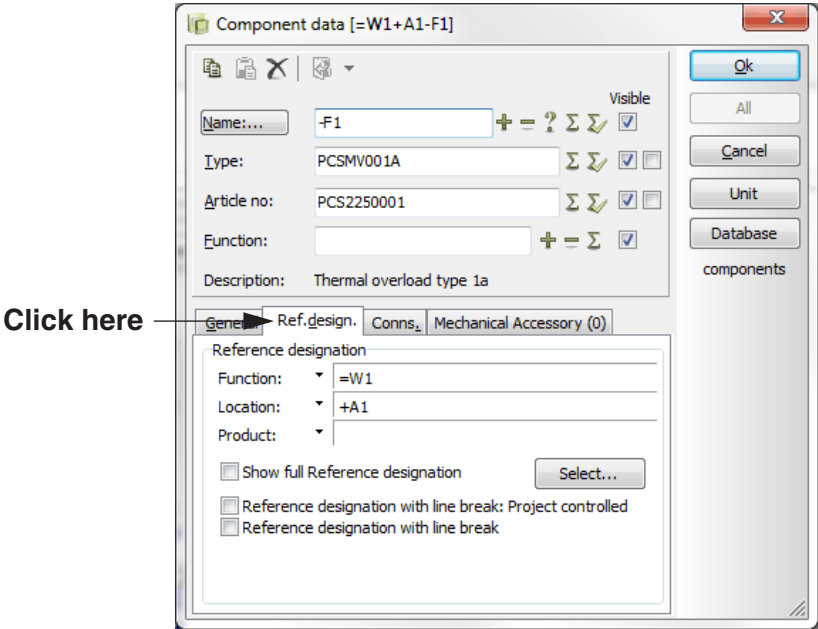 Component data [=W1+A1-F1]
Ok
Visible
All
Name:...
-F1
Cancel
Type:
PCSMV001A
Article no:
PCS2250001
Unit
Function:
Database
components
Description: Thermal overload type 1a
Click here
General
Ref.design.
Conns.
Mechanical Accessory (0)
Reference designation
Function:
=W1
Location:
+A1
Product:
Show full Reference designation
Select...
Reference designation with line break: Project controlled
Reference designation with line break